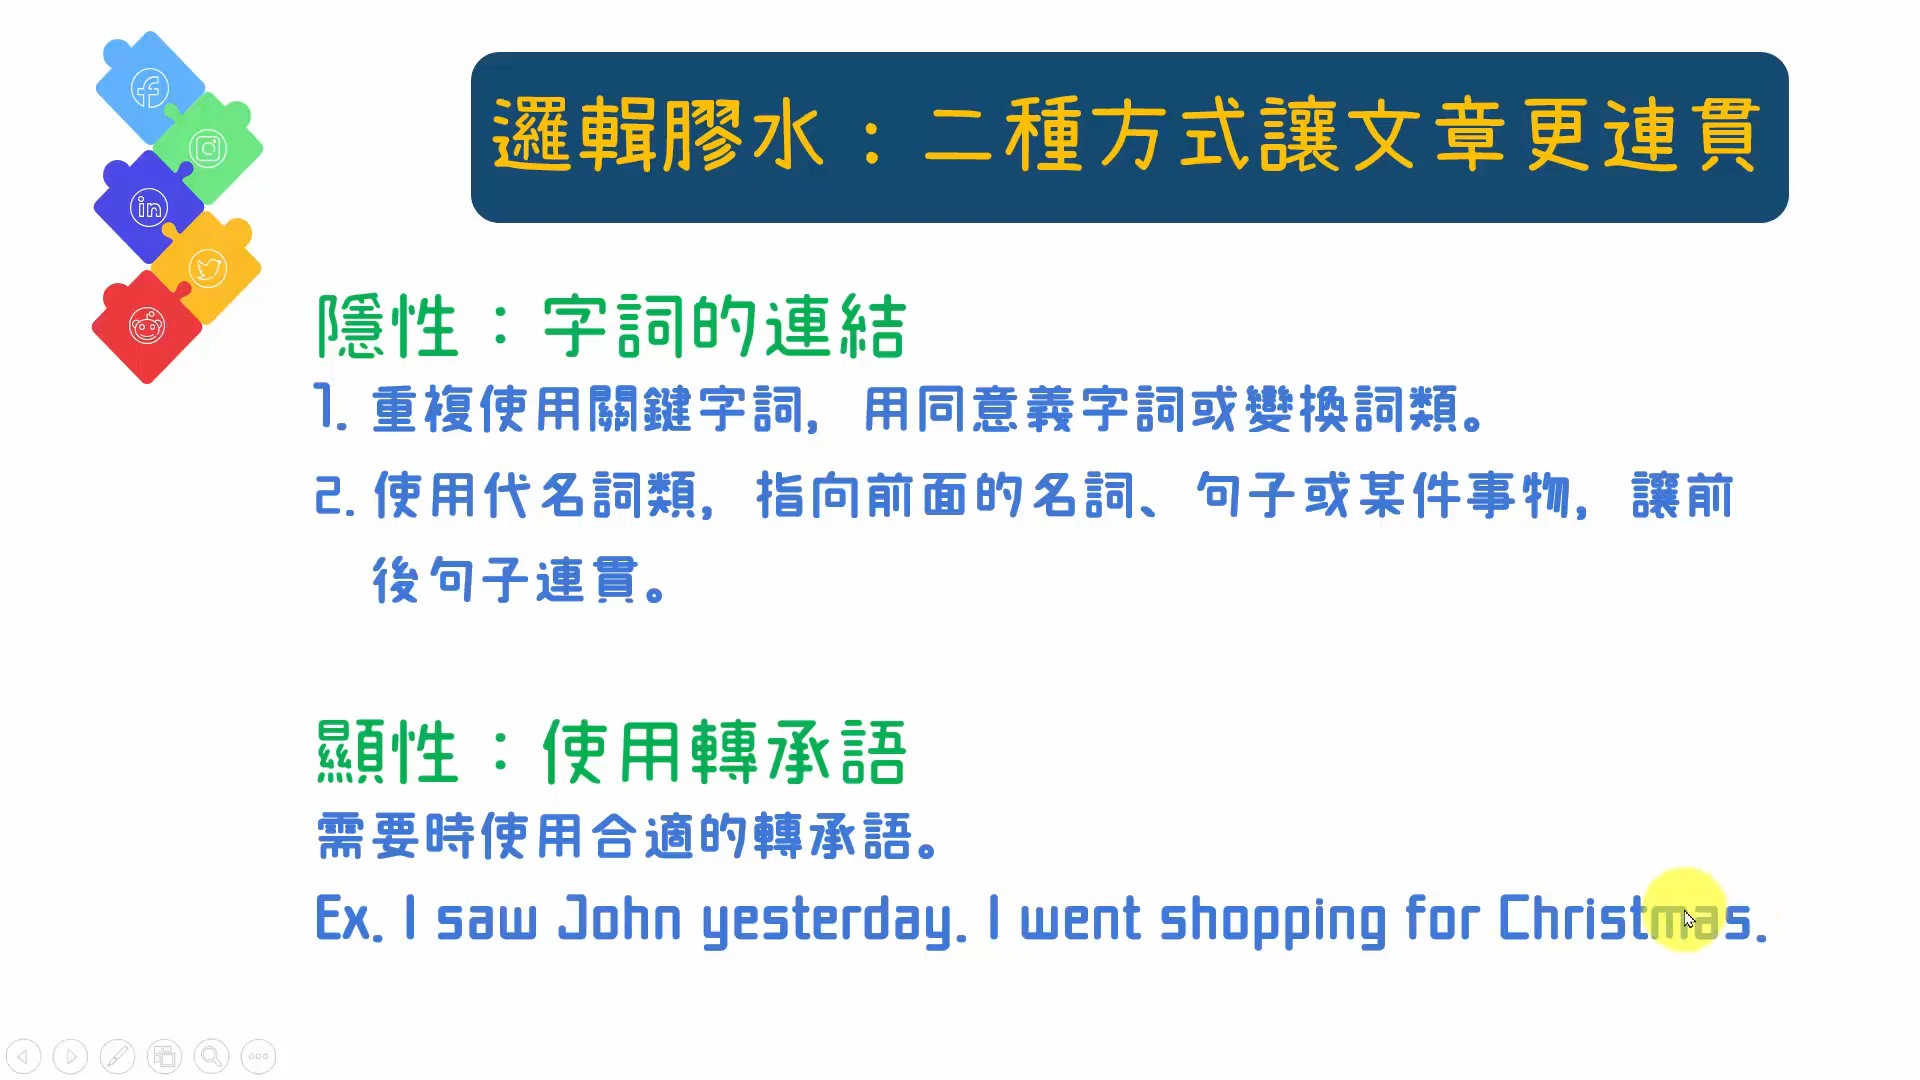 邏輯膠水：二種方式讓文章更連貫
隱性：字詞的連結
1. 重複使用關鍵字詞，用同意義字詞或變換詞類。
2. 使用代名詞類，指向前面的名詞、句子或某件事物，讓前
後句子連貫。
顯性：使用轉承語
需要時使用合適的轉承語。
Ex. I saw John yesterday. I went shopping for Christmas.